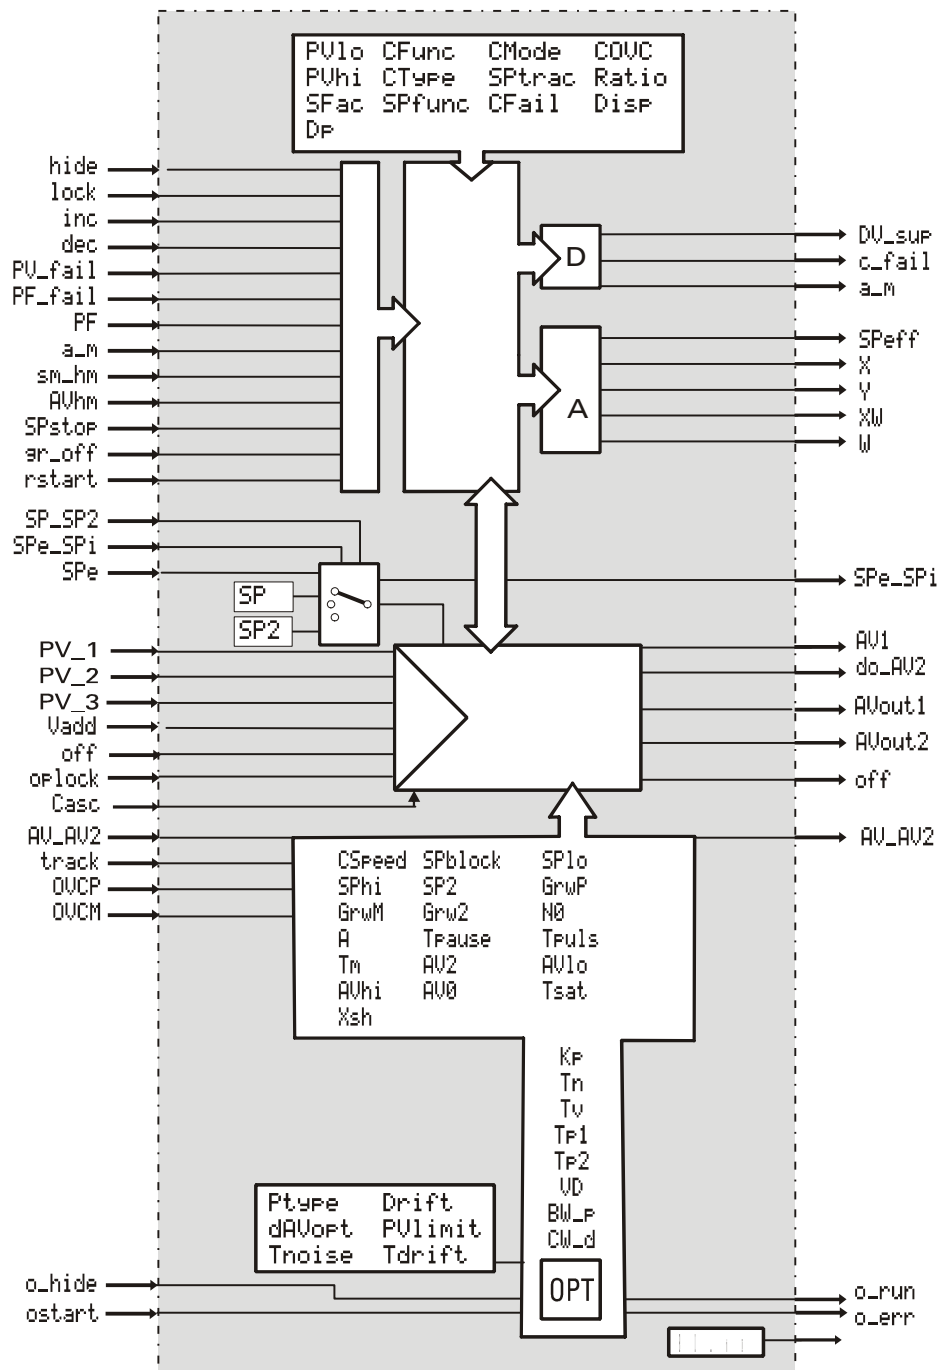 PVlo CFunc CMode COVC
PVhi CType SPtrac Ratio
SFac SPfunc CFail Disp
Dp
hide
lock
inc
dec
PV_fail
PF_fail
PF
a_m
sm_hm
AVhm
SPstop
gr_off
rstart
D
DV_sup
c_fail
a_m
A
SPeff
X
Y
XW
W
SP_SP2
SPe_SPi
SPe
SP
SP2
SPe_SPi
PV_1
PV_2
PV_3
Vadd
off
oplock
Casc
AV1
do_AV2
AVout1
AVout2
off
AV_AV2
track
OVCP
OVCM
AV_AV2
CSpeed SPblock SPlo
SPhi SP2 GrwP
GrwM Grw2 N0
A Tpause Tpuls
Tm AV2 AVlo
AVhi AV0 Tsat
Xsh
Kp
Tn
Tv
Tp1
Tp2
VD
BW_p
CW_d
Ptype Drift
dAVopt PVlimit
Tnoise Tdrift
OPT
o_hide
ostart
o_run
o_err